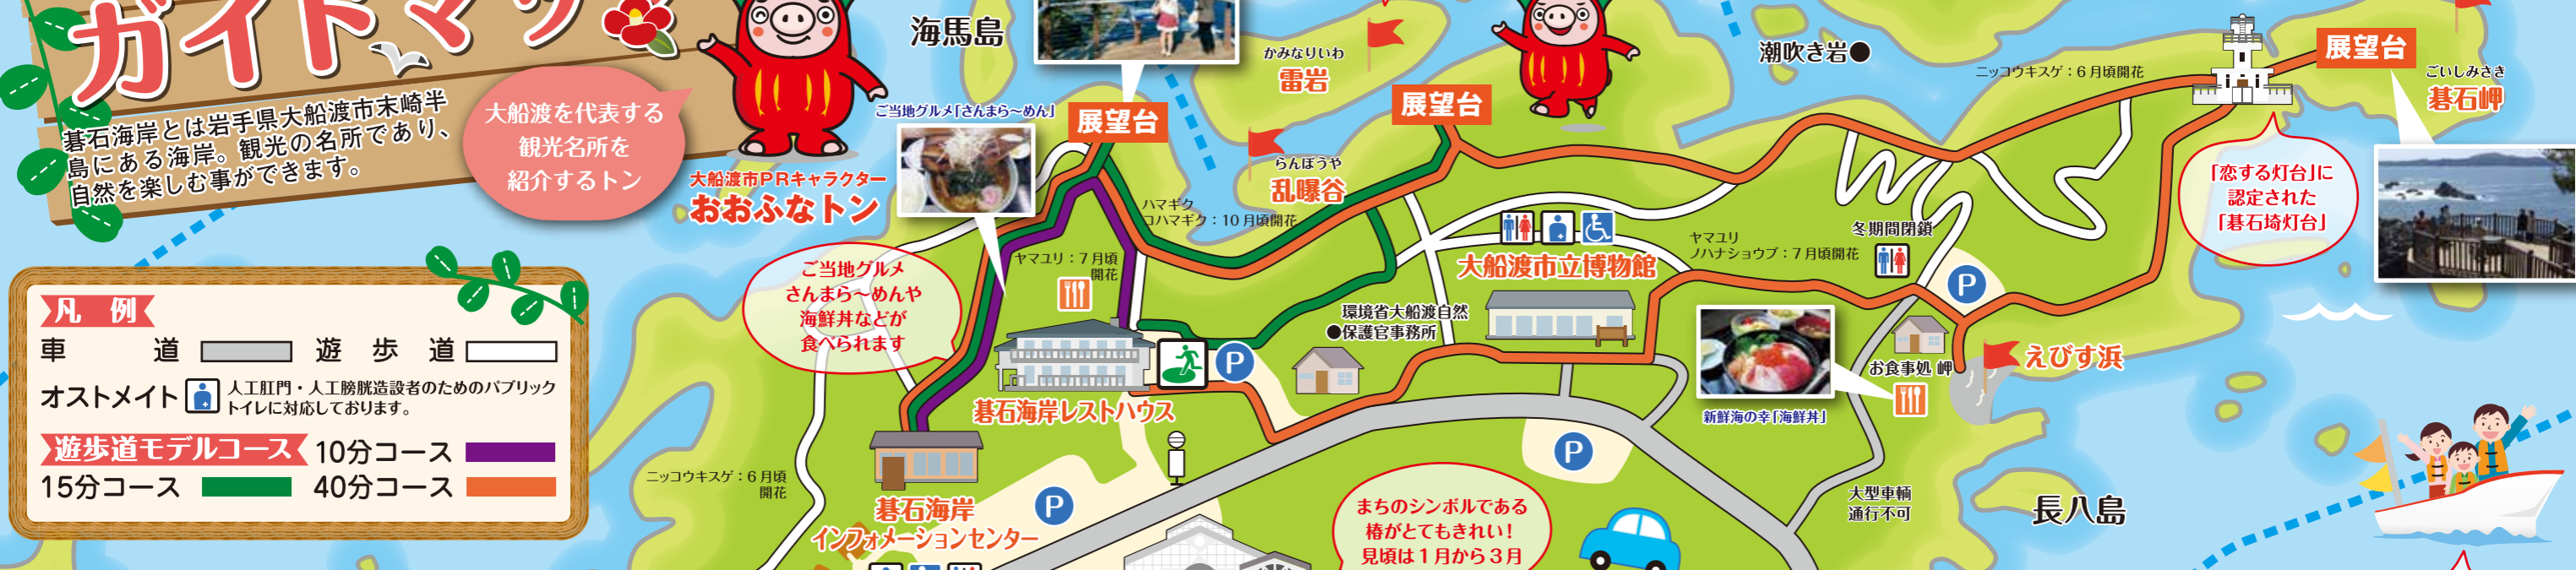 ガイドマップ
碁石海岸とは岩手県大船渡市末崎半
島にある海岸。観光の名所であり、
自然を楽しむ事ができます。
大船渡を代表する
観光名所を
紹介するトン
大船渡市PRキャラクター
おおふなトン
海馬島
ご当地グルメ「さんまら〜めん」
展望台
かみなりいわ
雷岩
らんぼうや
乱曝谷
展望台
潮吹き岩●
ニッコウキスゲ：6月頃開花
展望台
ごいしみさき
碁石岬
「恋する灯台」に
認定された
「碁石埼灯台」
ハマギク
コハマギク：10月頃開花
ヤマユリ：7月頃
開花
ご当地グルメ
さんまら〜めんや
海鮮丼などが
食べられます
大船渡市立博物館
ヤマユリ
ノハナショウブ：7月頃開花
冬期間閉鎖
P
環境省大船渡自然
●保護官事務所
P
碁石海岸レストハウス
新鮮海の幸「海鮮丼」
お食事処 岬
えびす浜
凡 例
車 道
遊 歩 道
オストメイト
人工肛門・人工膀胱造設者のためのパブリック
トイレに対応しております。
遊歩道モデルコース
10分コース
15分コース
40分コース
ニッコウキスゲ：6月頃
開花
碁石海岸
インフォメーションセンター
P
P
まちのシンボルである
椿がとてもきれい！
見頃は1月から3月
大型車輌
通行不可
長八島